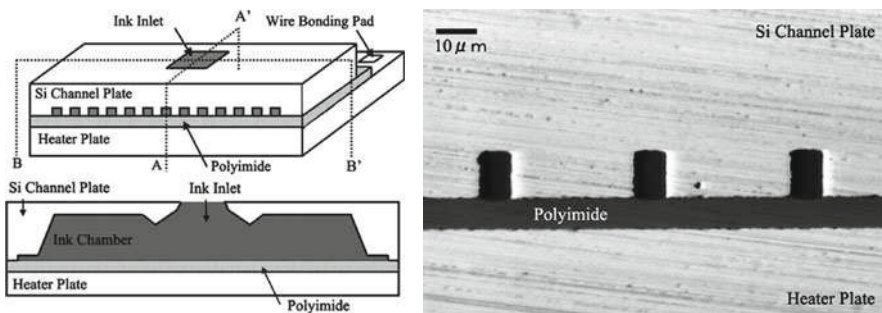 Ink Inlet
A'
Wire Bonding Pad
Si Channel Plate
Heater Plate
B
A
Polyimide
B'
Si Channel Plate
Ink Inlet
Ink Chamber
Heater Plate
Polyimide
10μm
Si Channel Plate
Polyimide
Heater Plate